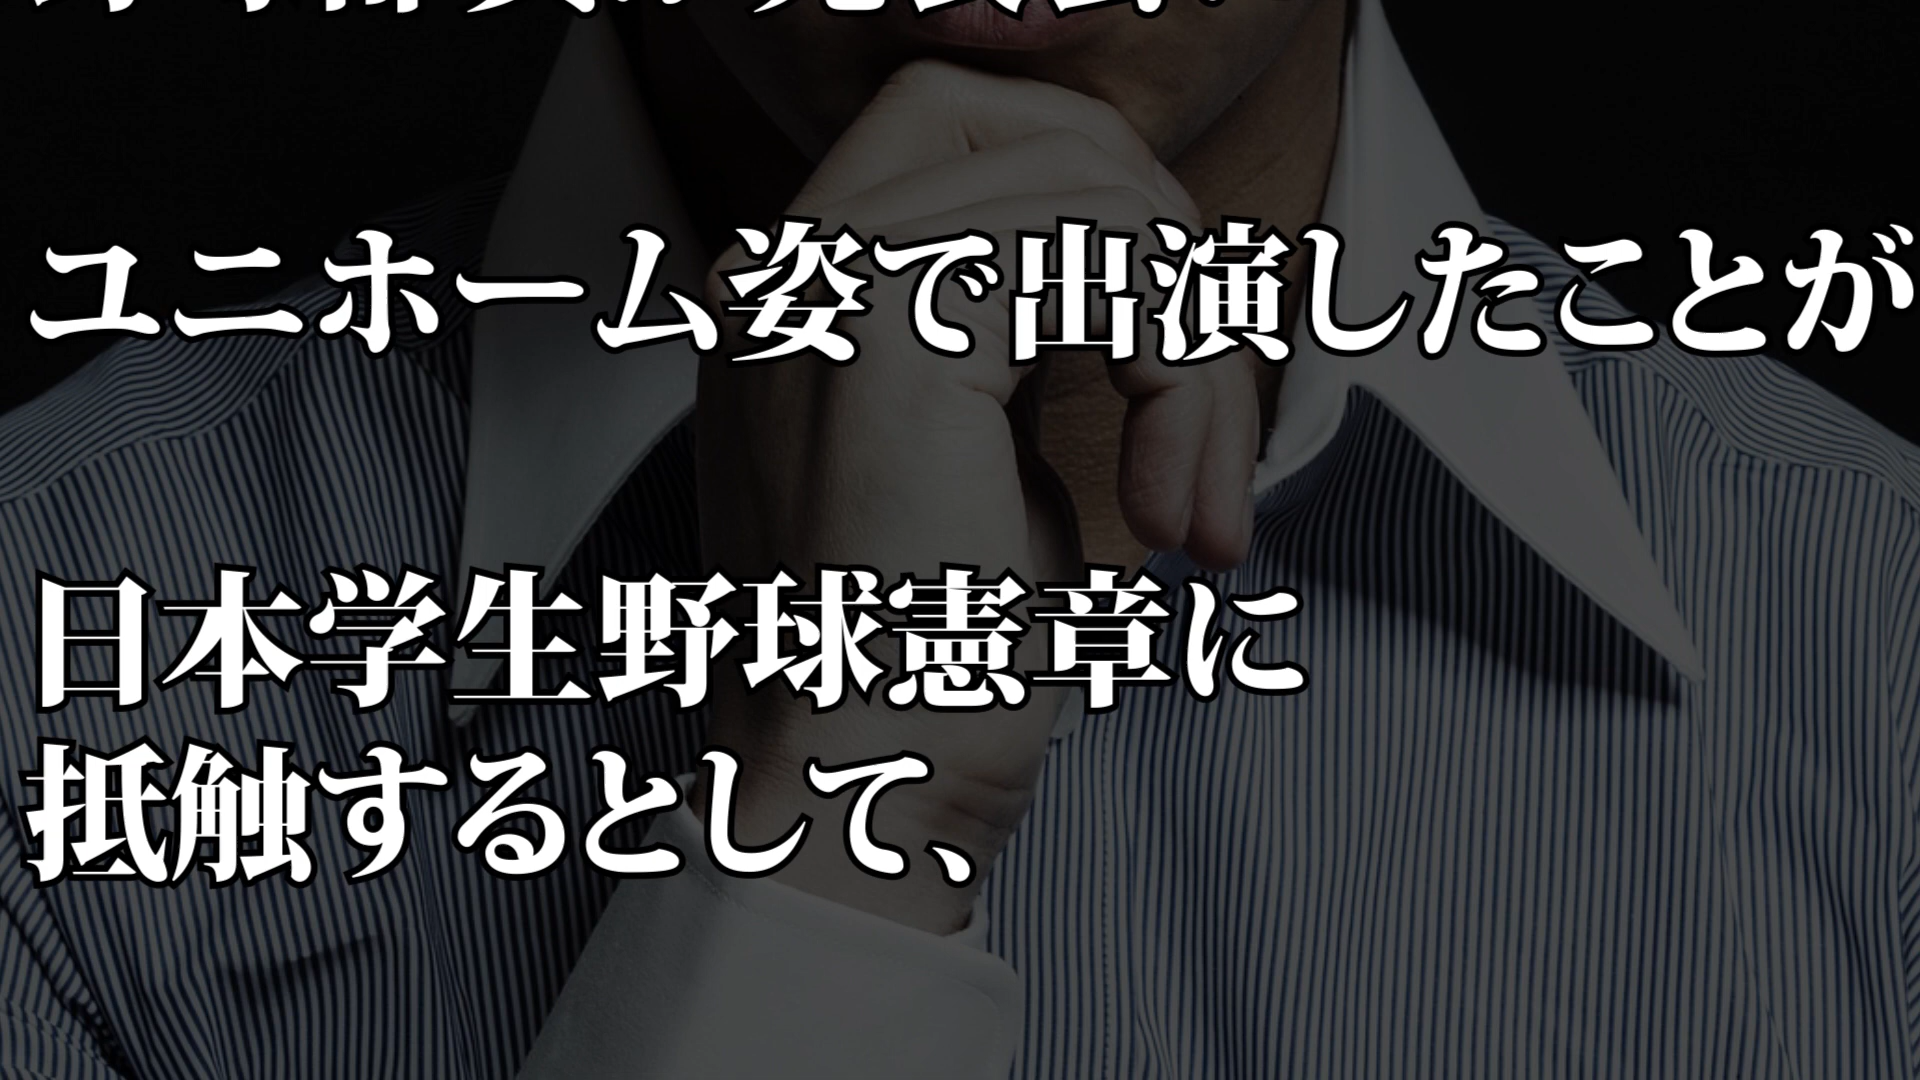 ユニホーム姿で出演したことが
日本学生野球憲章に
抵触するとして、